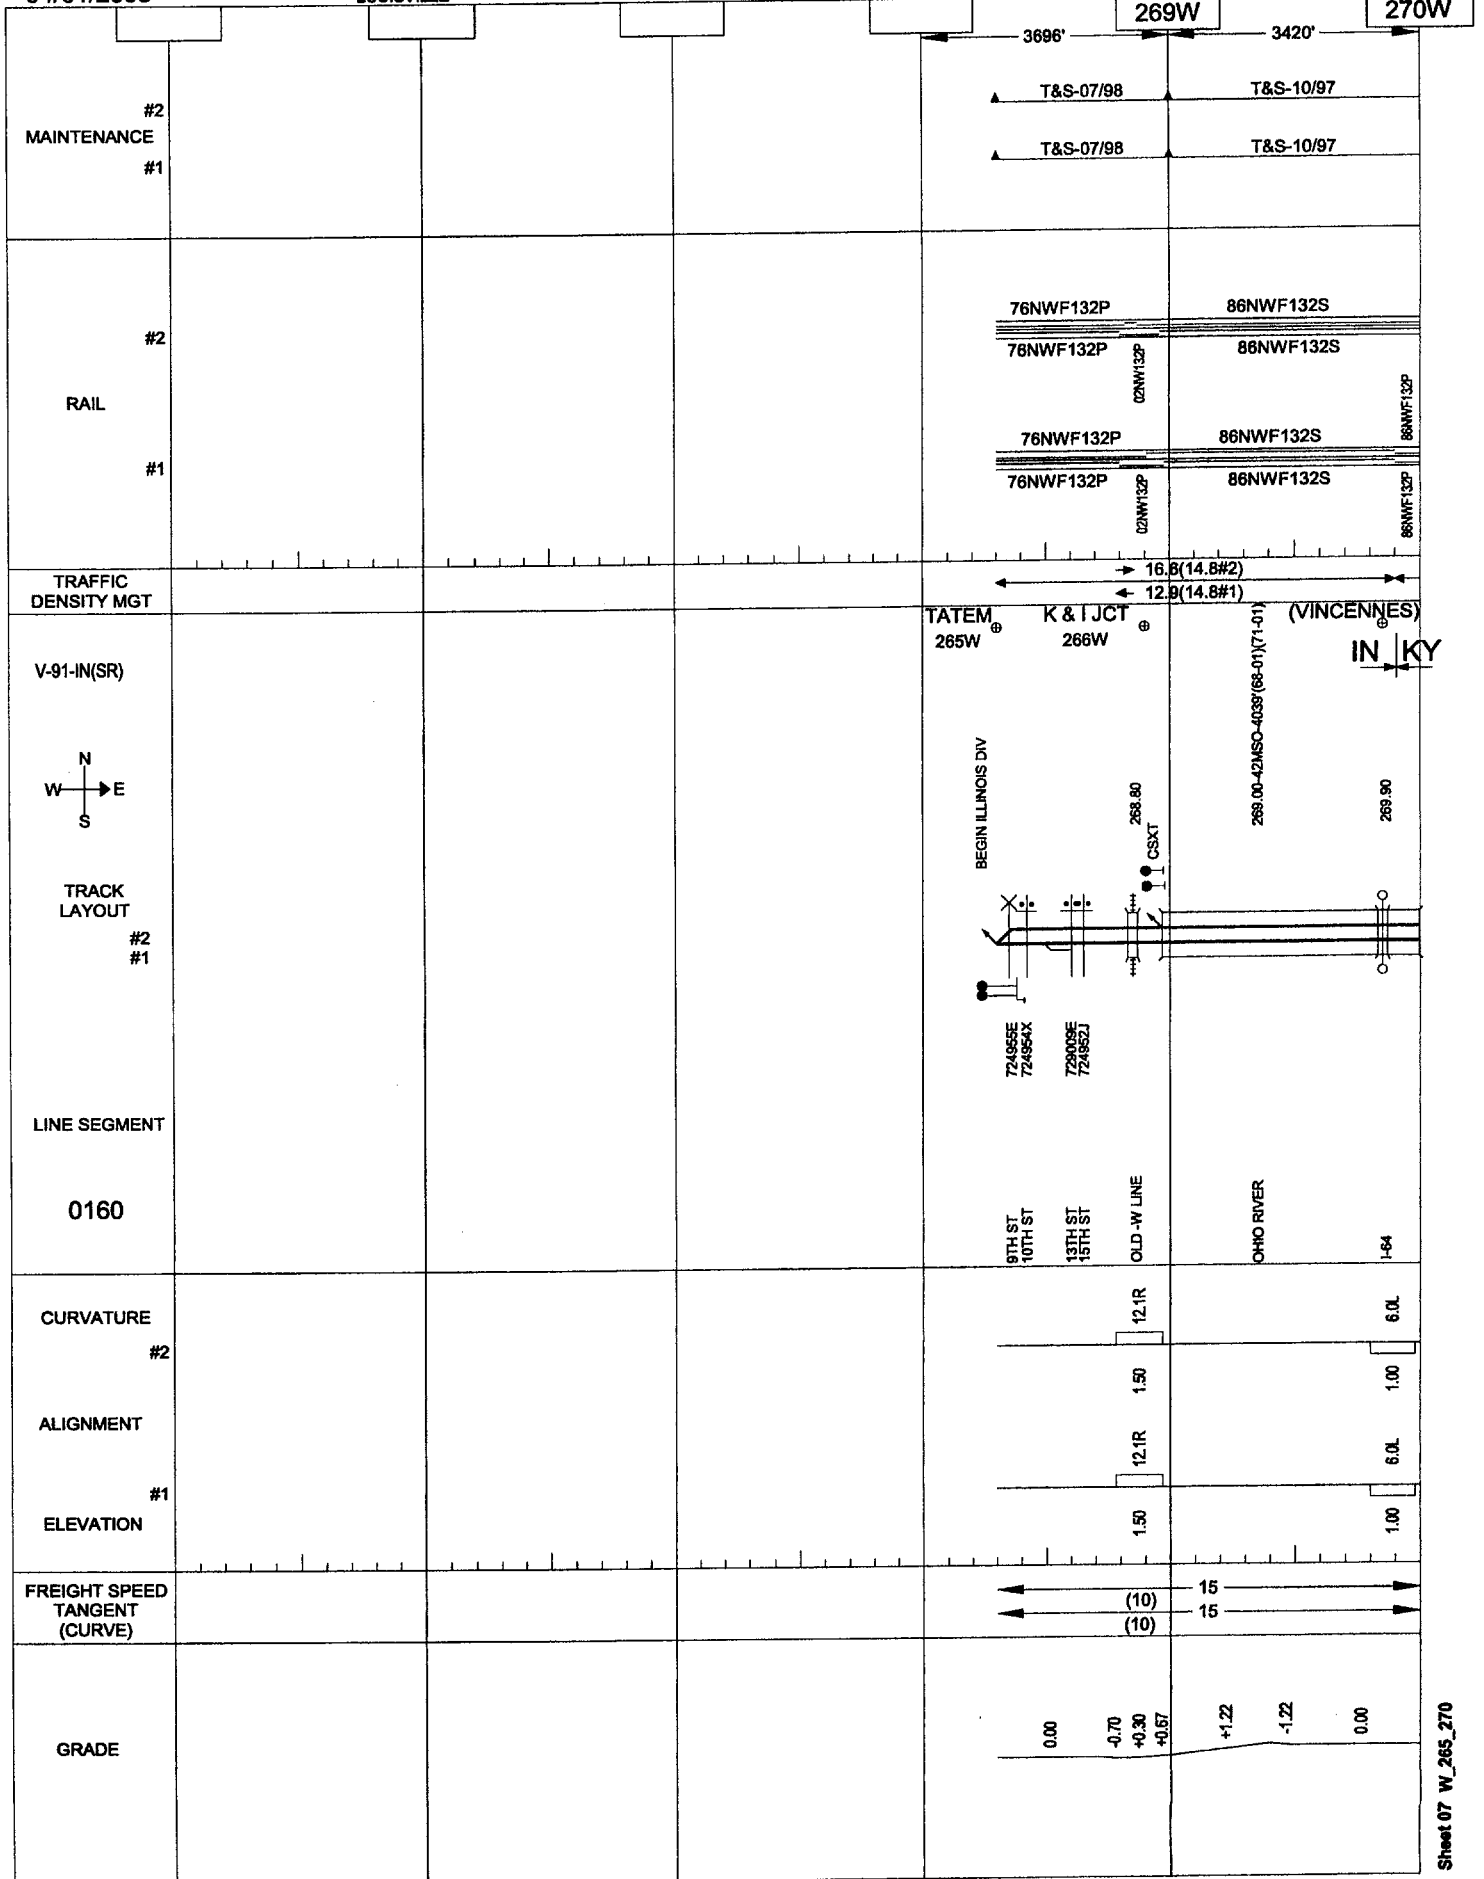 269W
270W
3696'
3420'
#2
MAINTENANCE
#1
T&S-07/98
T&S-10/97
T&S-07/98
T&S-10/97
#2
RAIL
#1
76NWF132P
86NWF132S
76NWF132P
86NWF132S
02NW132P
86NWF132P
76NWF132P
86NWF132S
76NWF132P
86NWF132S
02NW132P
86NWF132P
TRAFFIC
DENSITY MGT
16.6(14.8#2)
12.9(14.8#1)
TATEM
265W
K & I JCT
266W
(VINCENNES)
IN KY
V-91-IN(SR)
N
W E
S
BEGIN ILLINOIS DIV
268.80
CSXT
269.00-42MSO-4039'(68-01)(71-01)
269.90
TRACK
LAYOUT
#2
#1
724955E
724954X
729009E
724952J
LINE SEGMENT
0160
9TH ST
10TH ST
13TH ST
15TH ST
OLD -W LINE
OHIO RIVER
I-64
CURVATURE
#2
12.1R
6.0L
1.50
1.00
ALIGNMENT
#1
12.1R
6.0L
ELEVATION
1.50
1.00
FREIGHT SPEED
TANGENT
(CURVE)
15
(10)
15
(10)
GRADE
0.00
-0.70
+0.30
+0.67
+1.22
-1.22
0.00
Sheet 07 W_265_270